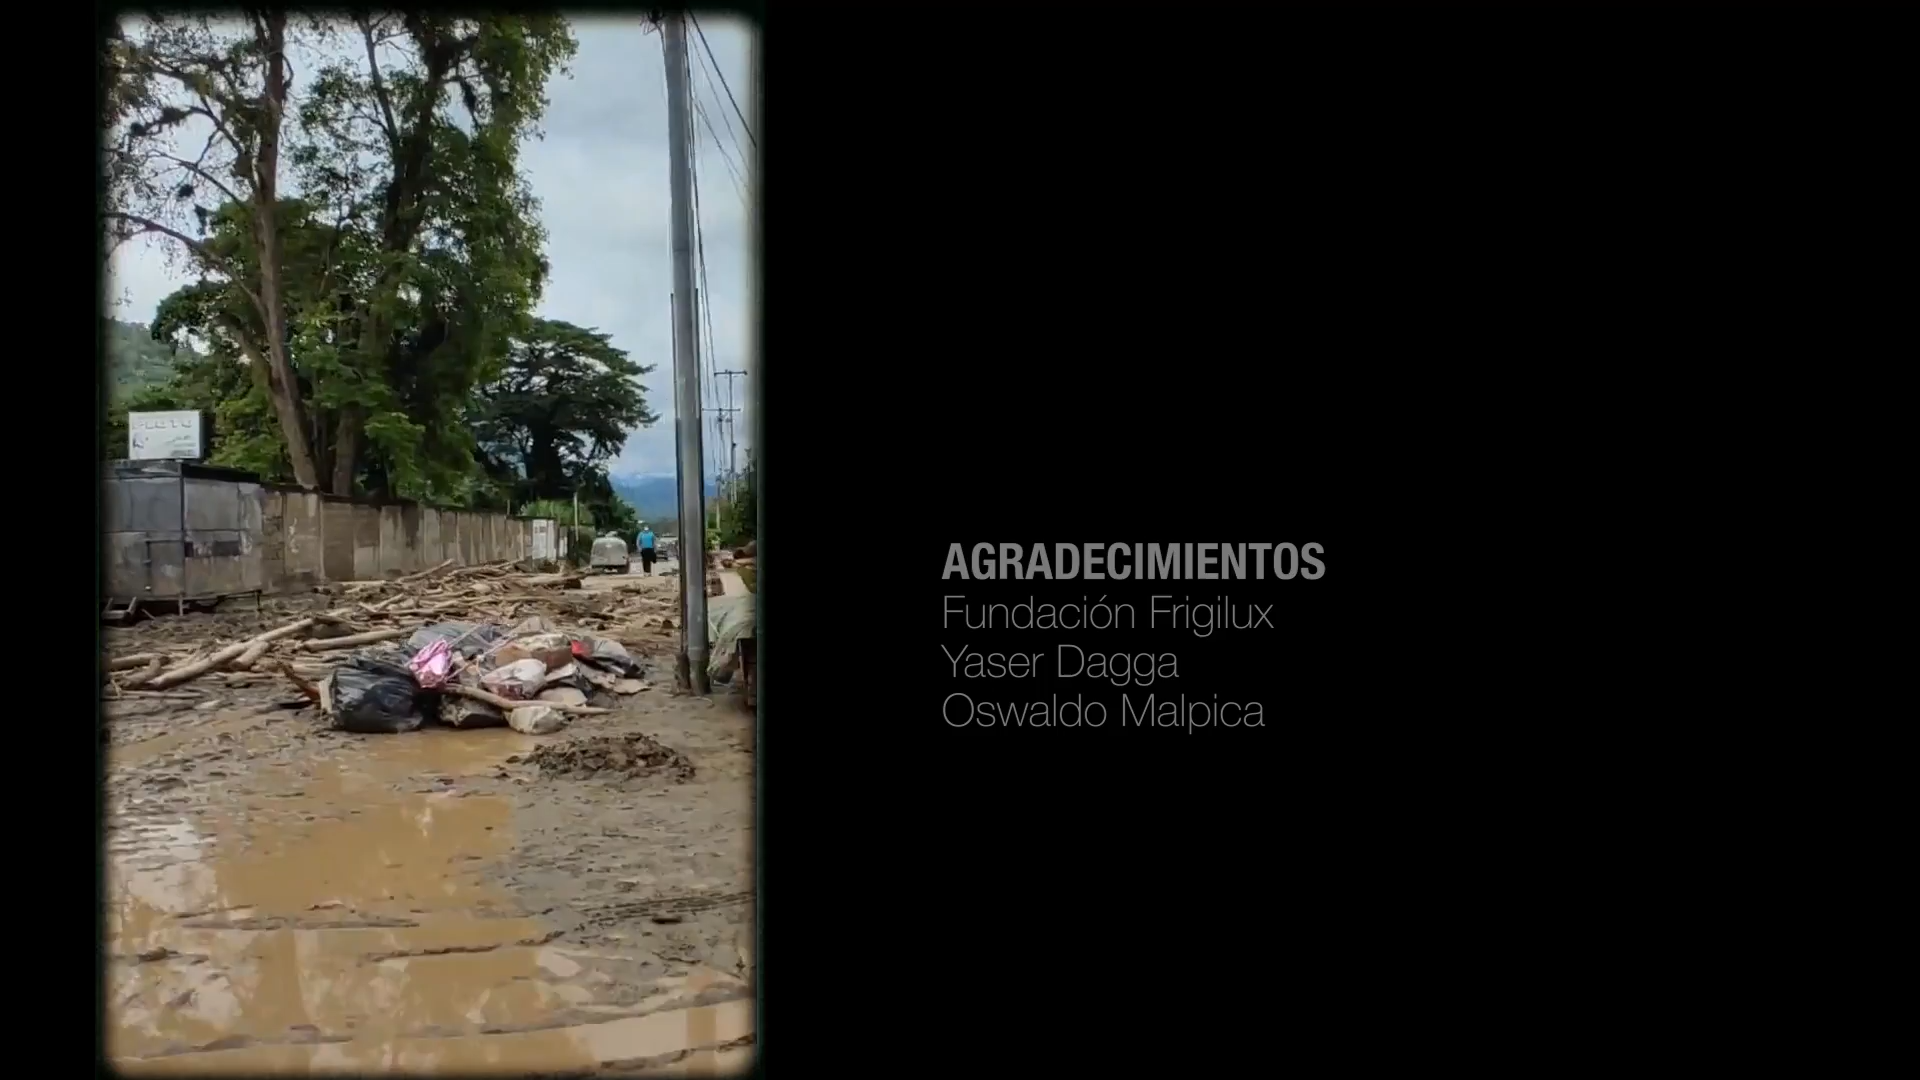 AGRADECIMIENTOS
Fundación Frigilux
Yaser Dagga
Oswaldo Malpica